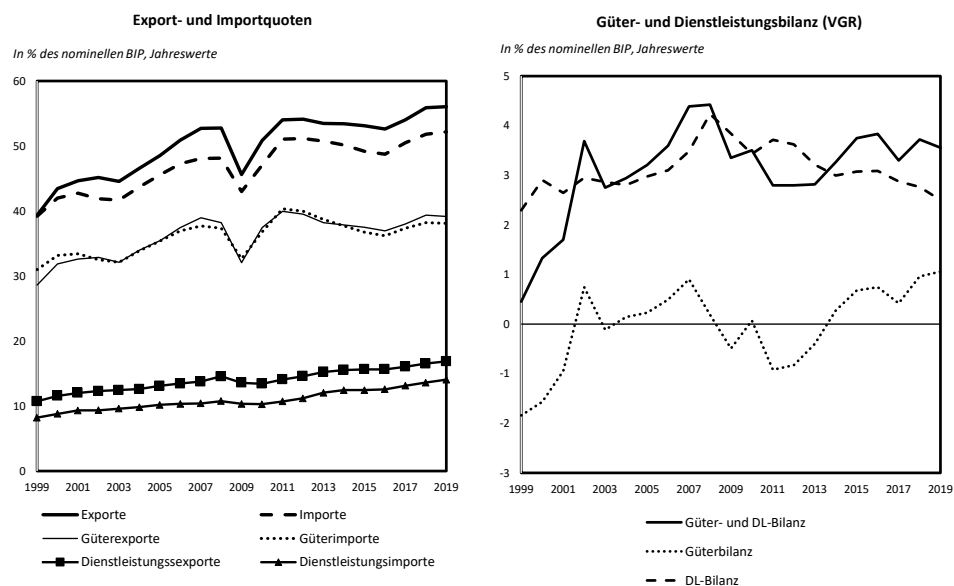 Export- und Importquoten
In % des nominellen BIP, Jahreswerte
60
50
40
30
20
10
0
1999 2001 2003 2005 2007 2009 2011 2013 2015 2017 2019
Exporte
Importe
Güterexporte
Güterimporte
Dienstleistungssexporte
Dienstleistungsimporte
Güter- und Dienstleistungsbilanz (VGR)
In % des nominellen BIP, Jahreswerte
5
4
3
2
1
0
-1
-2
-3
1999 2001 2003 2005 2007 2009 2011 2013 2015 2017 2019
Güter- und DL-Bilanz
Güterbilanz
DL-Bilanz